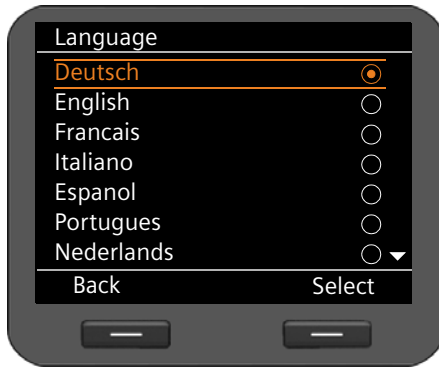 Language
Deutsch
English
Francais
Italiano
Espanol
Portugues
Nederlands
Back Select